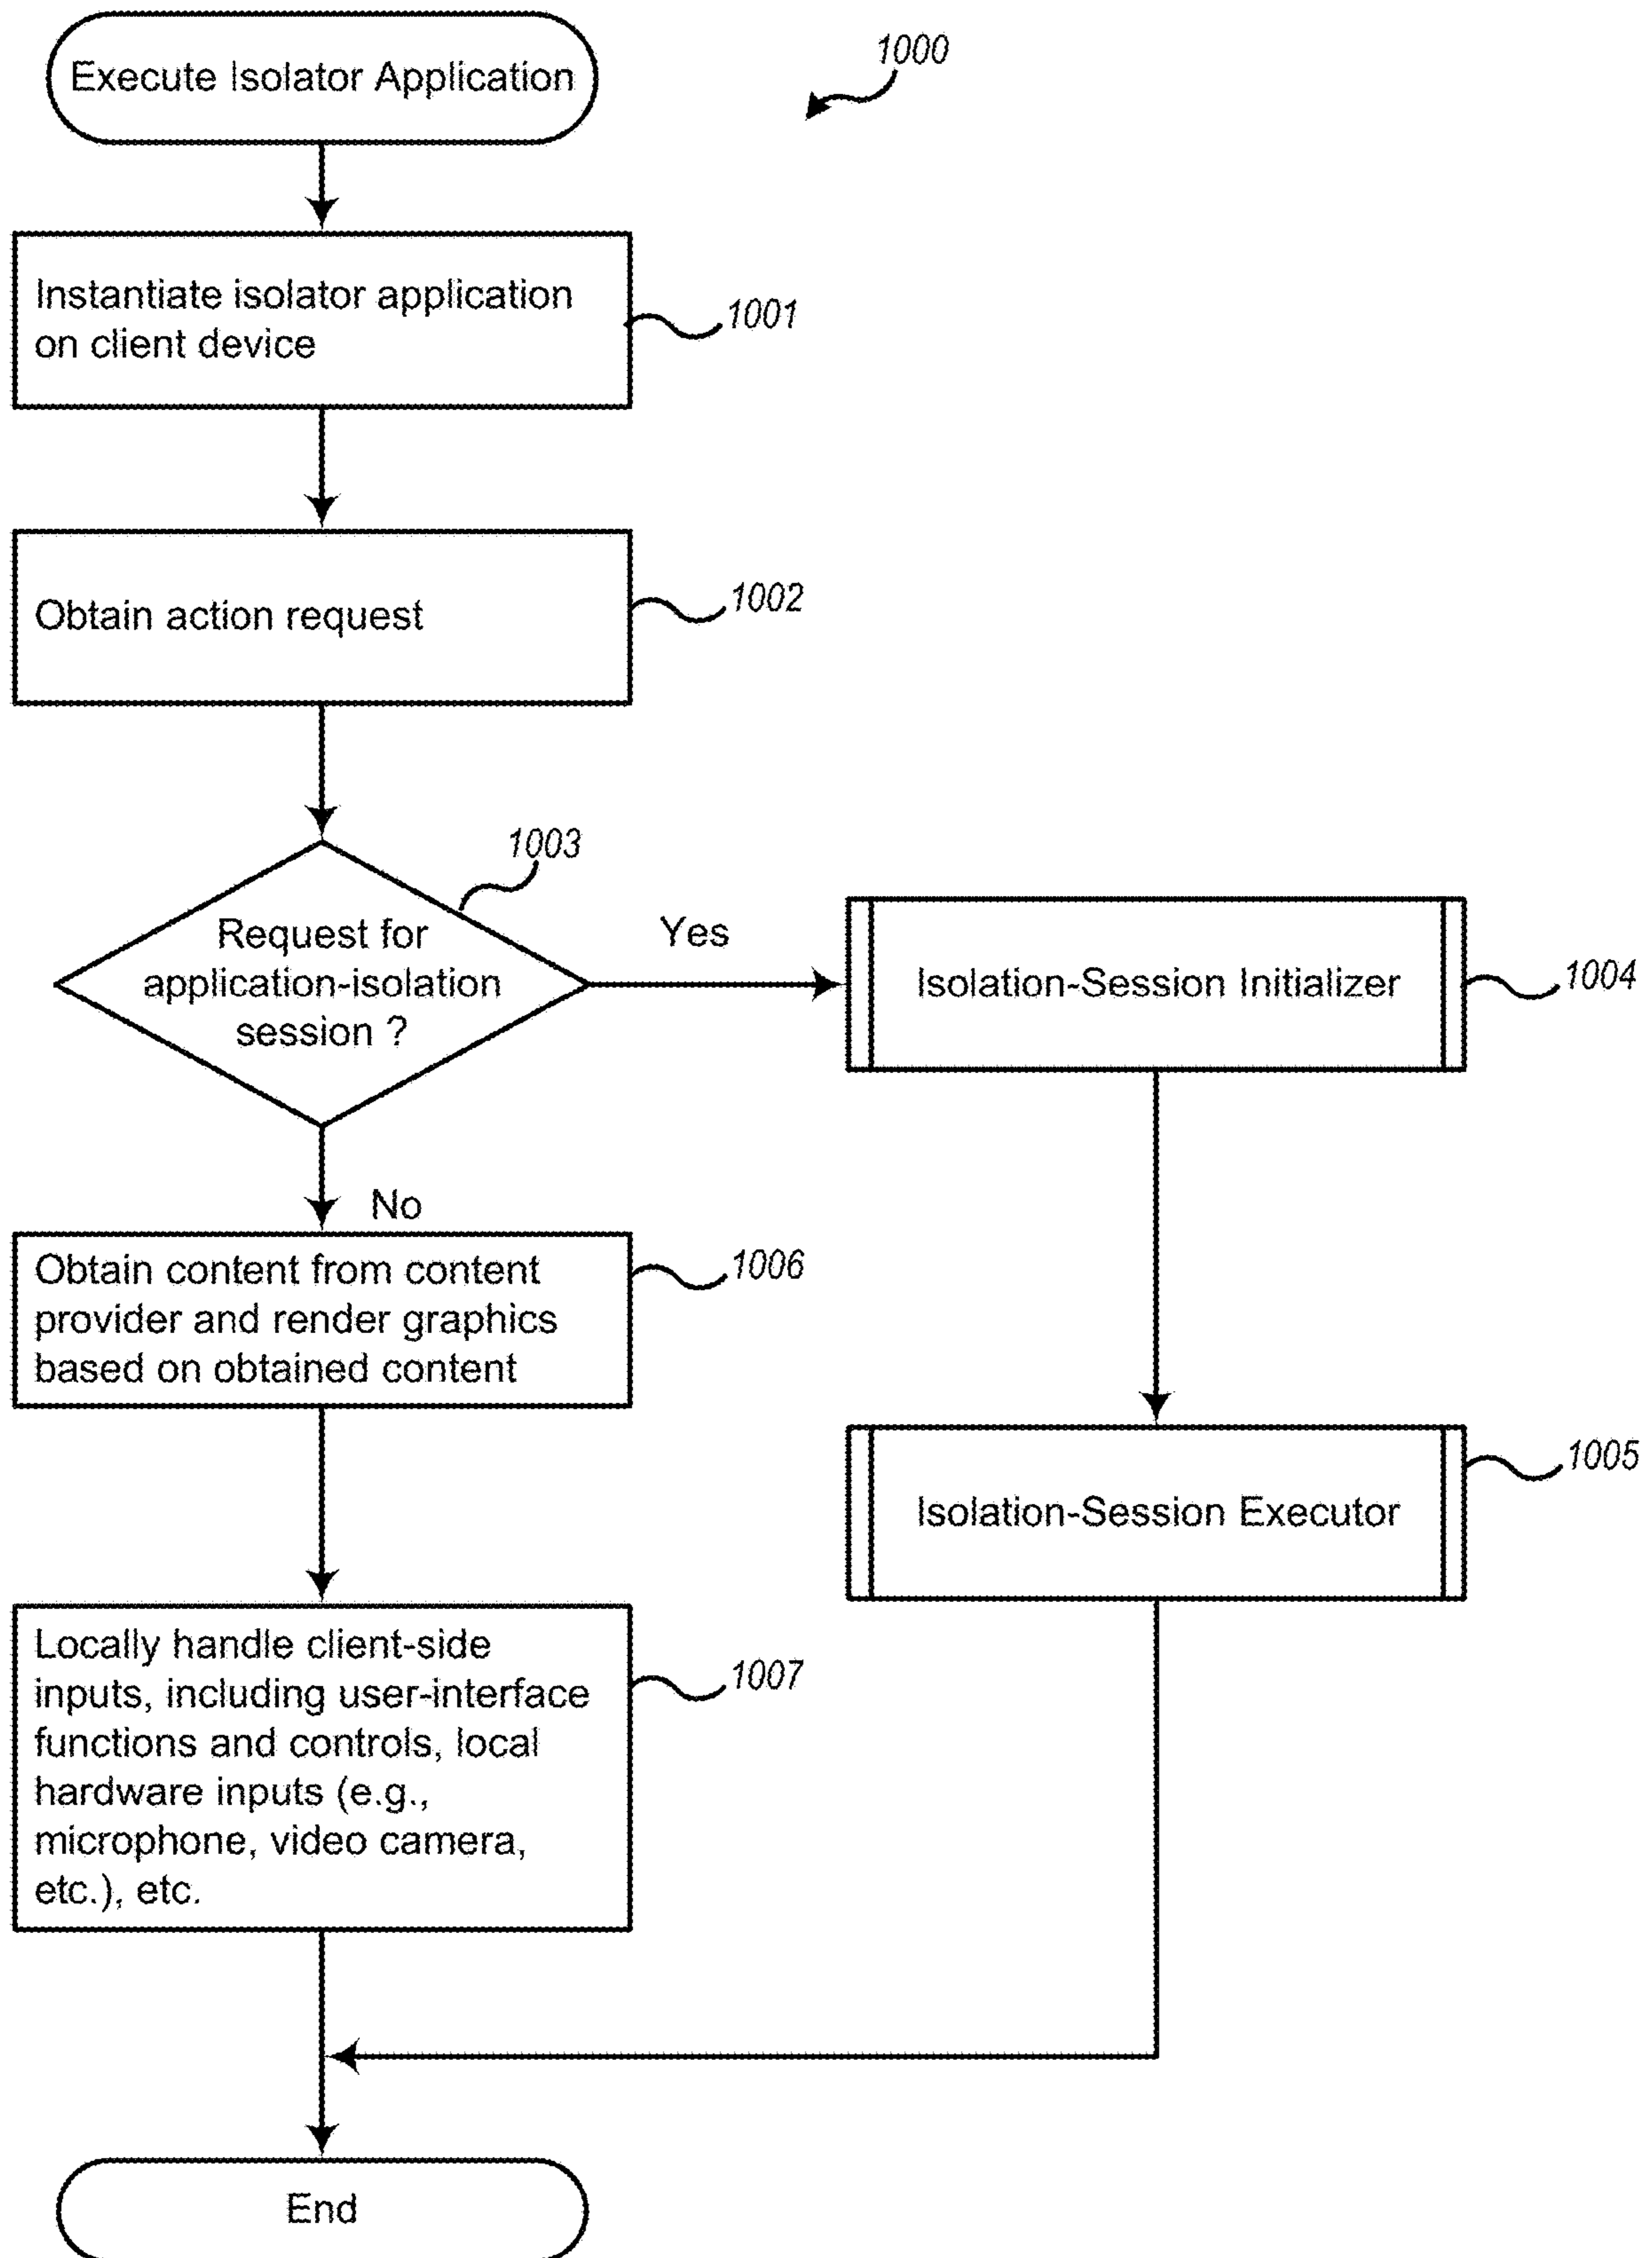 Execute Isolator Application
1000
Instantiate isolator application
on client device
1001
Obtain action request
1002
1003
Request for
application-isolation
session ?
Yes
Isolation-Session Initializer
1004
No
Obtain content from content
provider and render graphics
based on obtained content
1006
Isolation-Session Executor
1005
Locally handle client-side
inputs, including user-interface
functions and controls, local
hardware inputs (e.g.,
microphone, video camera,
etc.), etc.
1007
End